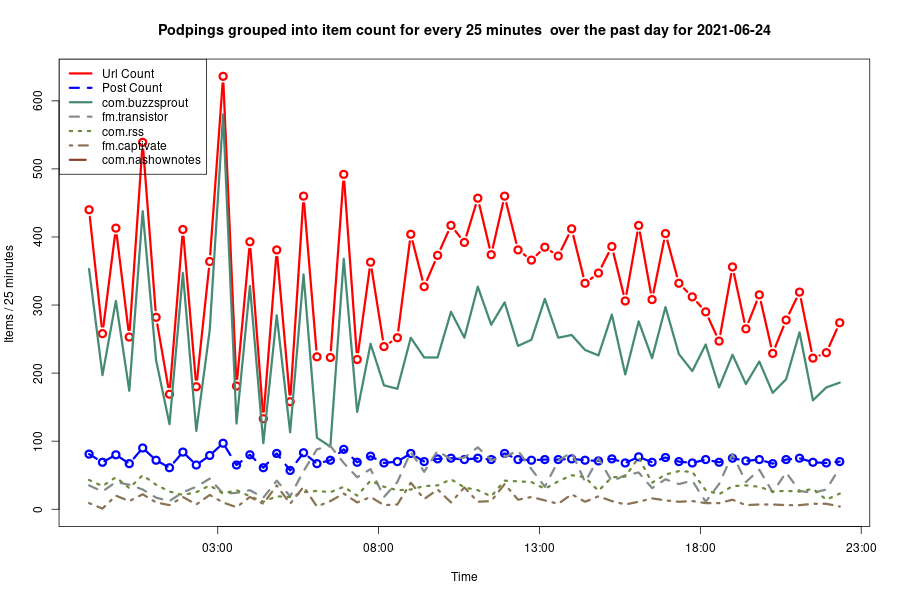 Podpings grouped into item count for every 25 minutes  over the past day for 2021-06-24
Url Count
Post Count
com.buzzsprout
fm.transistor
com.rss
fm.captivate
com.nashownotes
Items / 25 minutes
600
500
400
300
200
100
0
03:00
08:00
13:00
18:00
23:00
Time